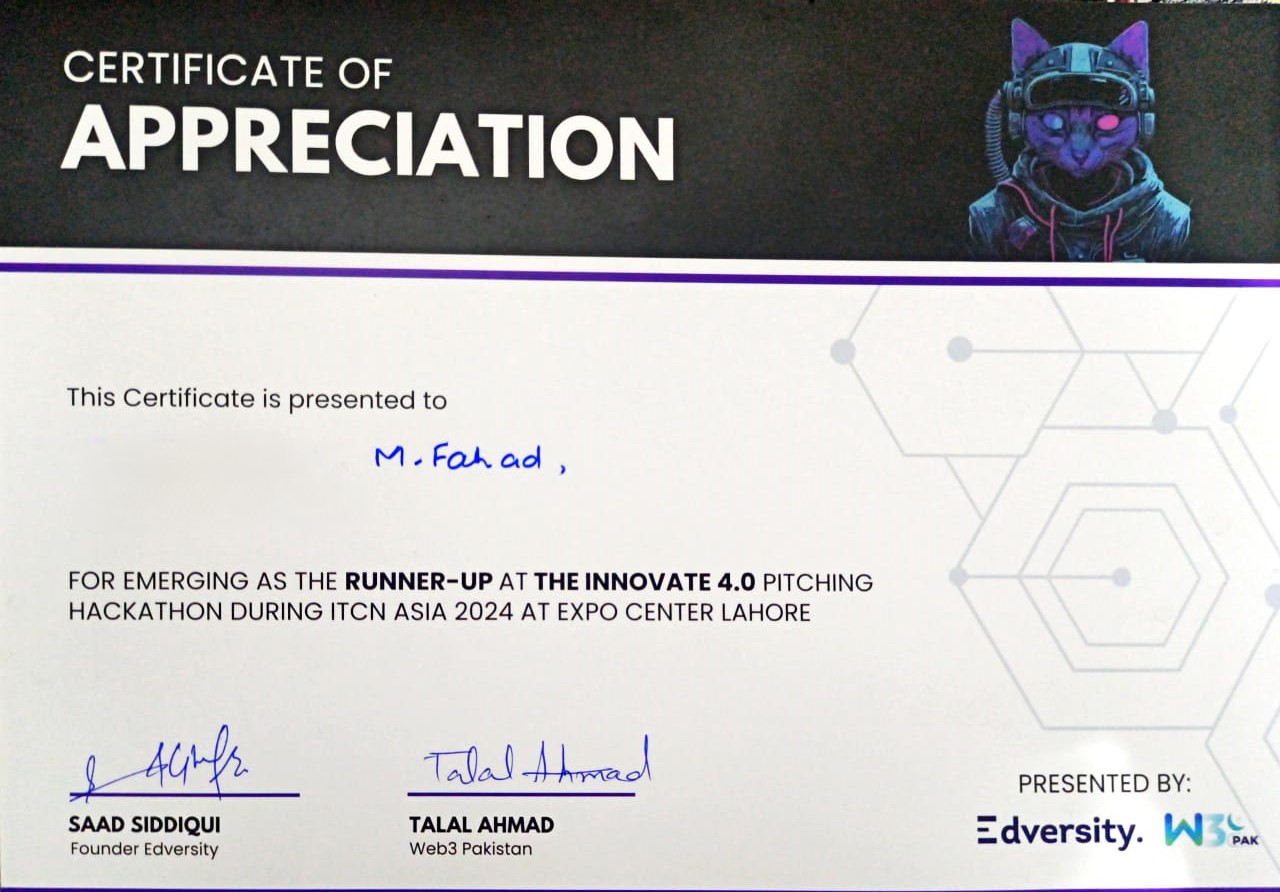 CERTIFICATE OF
APPRECIATION
This Certificate is presented to
M. Fahad,
FOR EMERGING AS THE RUNNER-UP AT THE INNOVATE 4.0 PITCHING
HACKATHON DURING ITCN ASIA 2024 AT EXPO CENTER LAHORE
Talal Ahmad
SAAD SIDDIQUI
Founder Edversity
TALAL AHMAD
Web3 Pakistan
PRESENTED BY:
Edversity.
W3 PAK